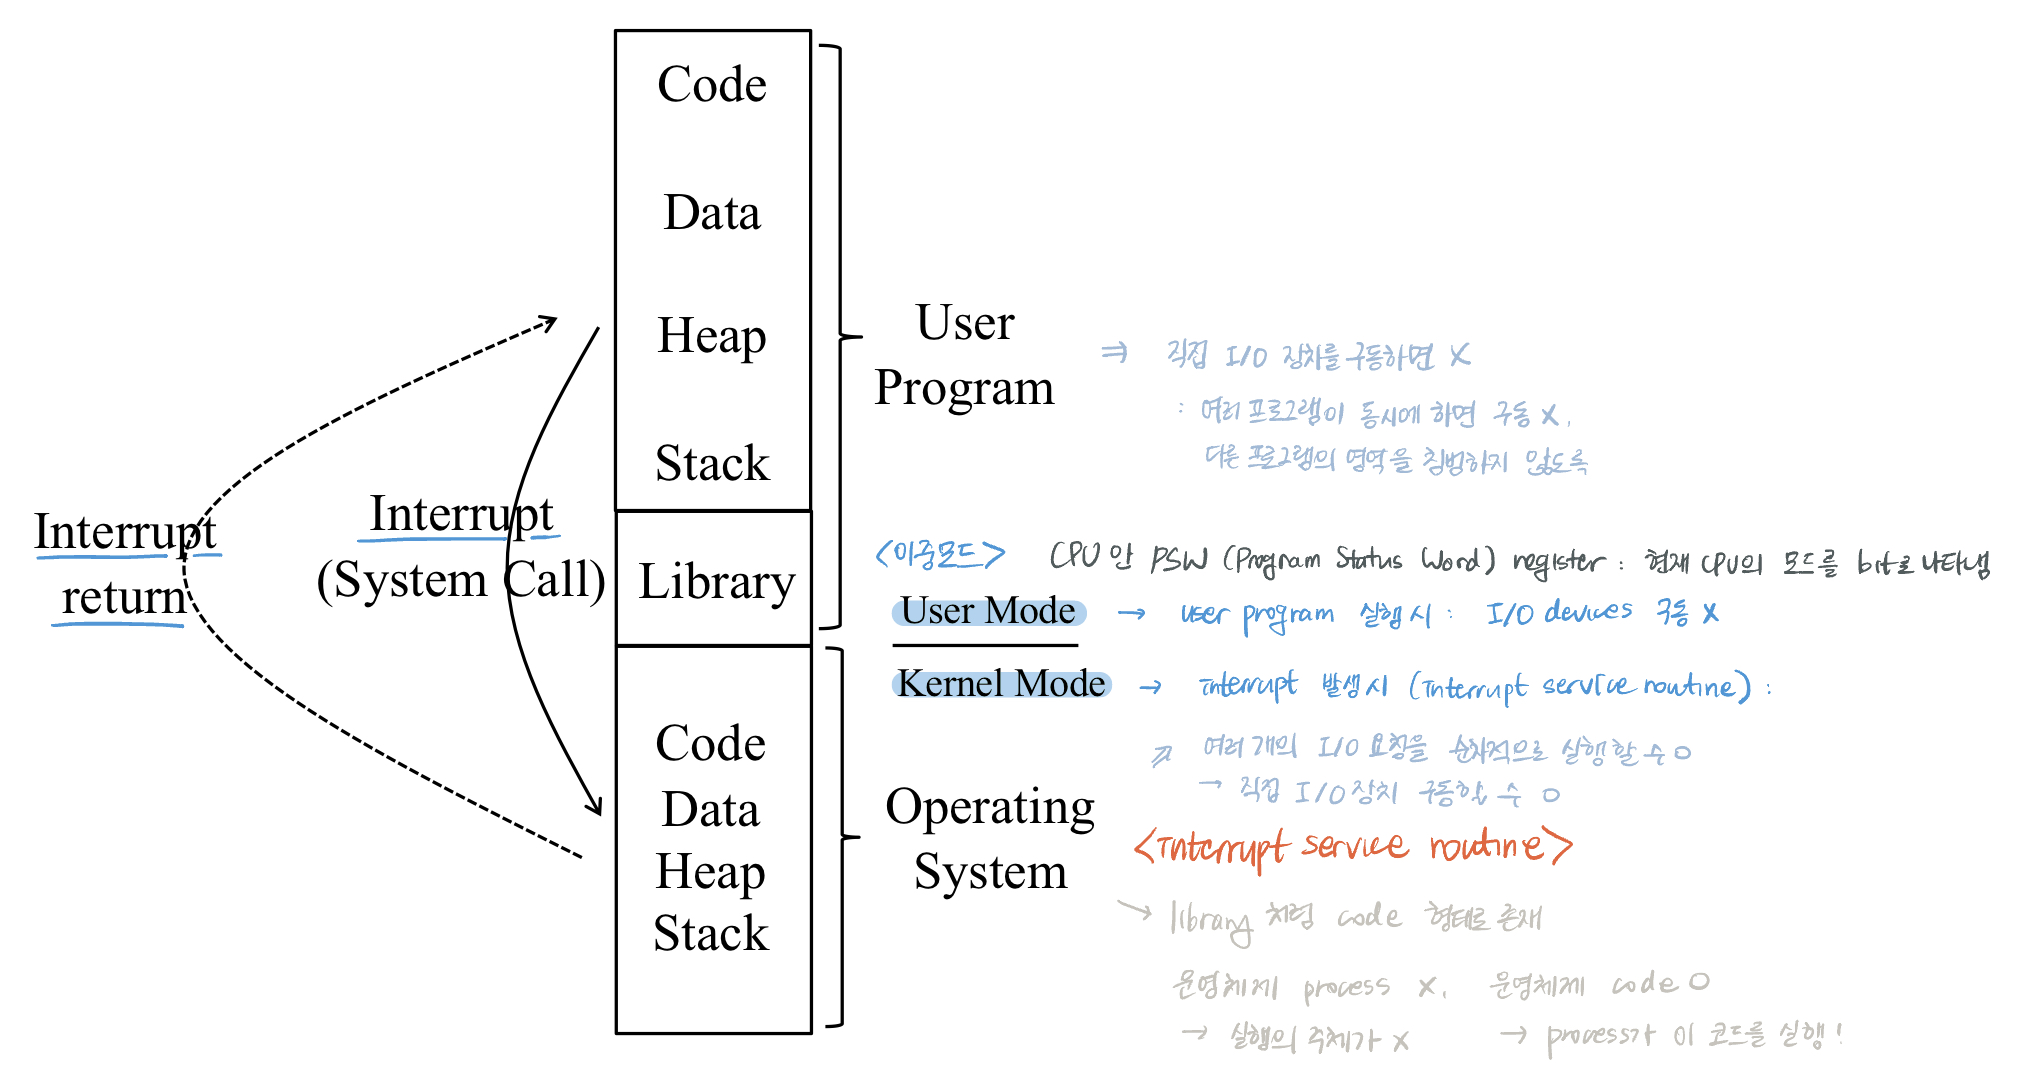 Code
Data
Heap
Stack
Library
Code
Data
Heap
Stack
Interrupt
return
Interrupt
(System Call)
User
Program
⇒ 직접 I/O 장치를 구동하면 X
: 여러 프로그램이 동시에 하면 구동 X.
다른 프로그램의 영역을 침범하지 않도록
<이중모드> CPU 안 PSW (Program Status Word) register : 현재 CPU의 모드를 bit로 나타냄
User Mode → user program 실행시 : I/O devices 구동 X
Kernel Mode → Interrupt 발생시 (Interrupt service routine) :
⇒ 여러개의 I/O 요청을 순차적으로 실행할 수 O
→ 직접 I/O 장치 구동할 수 O
Operating
System
<Interrupt service routine>
→ library 처럼 code 형태로 존재
운영체제 process X. 운영체제 code O
→ 실행의 주체가 X → process가 이 코드를 실행!